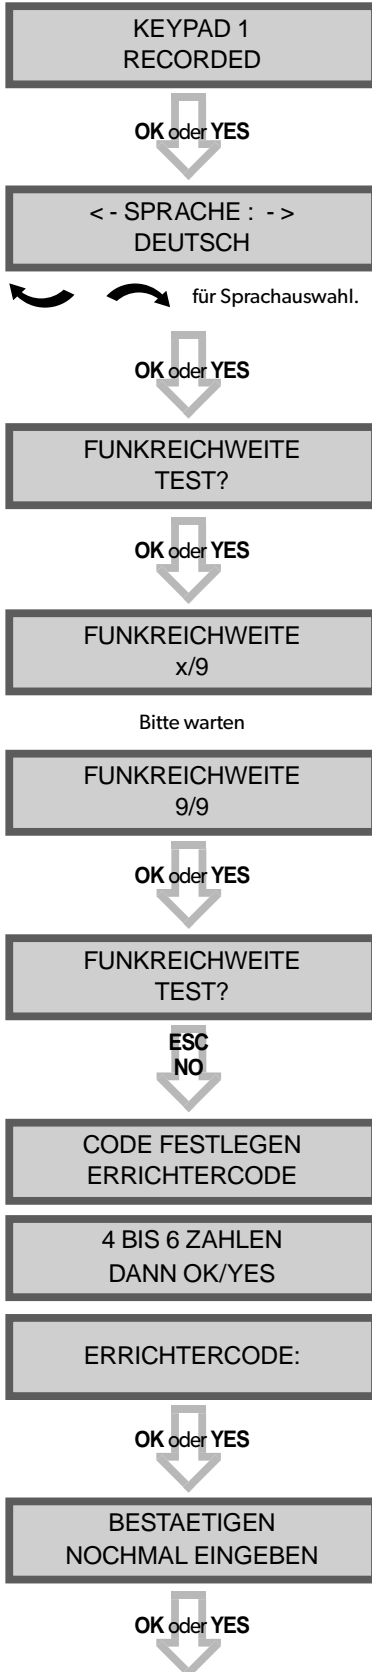 KEYPAD 1
RECORDED
OK oder YES
< - SPRACHE : - >
DEUTSCH
für Sprachauswahl.
OK oder YES
FUNKREICHWEITE
TEST?
OK oder YES
FUNKREICHWEITE
x/9
Bitte warten
FUNKREICHWEITE
9/9
OK oder YES
FUNKREICHWEITE
TEST?
ESC
NO
CODE FESTLEGEN
ERRICHTERCODE
4 BIS 6 ZAHLEN
DANN OK/YES
ERRICHTERCODE:
OK oder YES
BESTAETIGEN
NOCHMAL EINGEBEN
OK oder YES